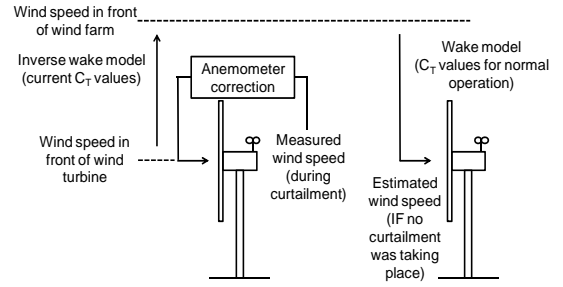 Wind speed in front
of wind farm
Inverse wake model
(current C_T values)
Anemometer
correction
Wind speed in
front of wind
turbine
Measured
wind speed
(during
curtailment)
Wake model
(C_T values for normal
operation)
Estimated
wind speed
(IF no
curtailment
was taking
place)